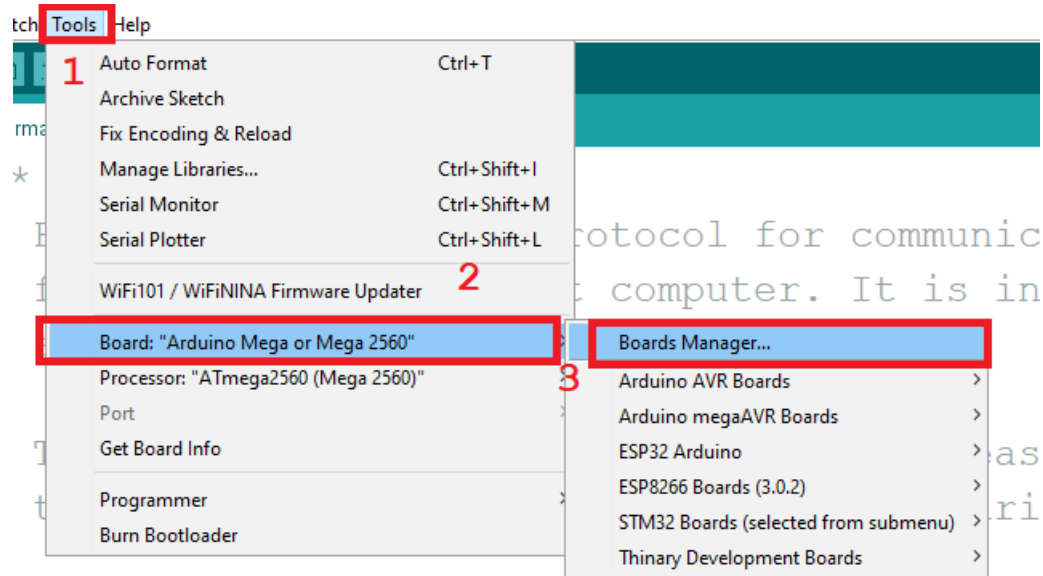 tch Tools Help
1
Auto Format Ctrl+T
Archive Sketch
Fix Encoding & Reload
rma
Manage Libraries... Ctrl+Shift+I
*
Serial Monitor Ctrl+Shift+M
Serial Plotter Ctrl+Shift+L
rotocol for communic
2
WiFi101 / WiFiNINA Firmware Updater
t computer. It is in
Board: "Arduino Mega or Mega 2560"
Boards Manager...
3
Processor: "ATmega2560 (Mega 2560)"
Arduino AVR Boards
Port
Arduino megaAVR Boards
Get Board Info
ESP32 Arduino
eas
Programmer
ESP8266 Boards (3.0.2)
ri
Burn Bootloader
STM32 Boards (selected from submenu)
Thinary Development Boards